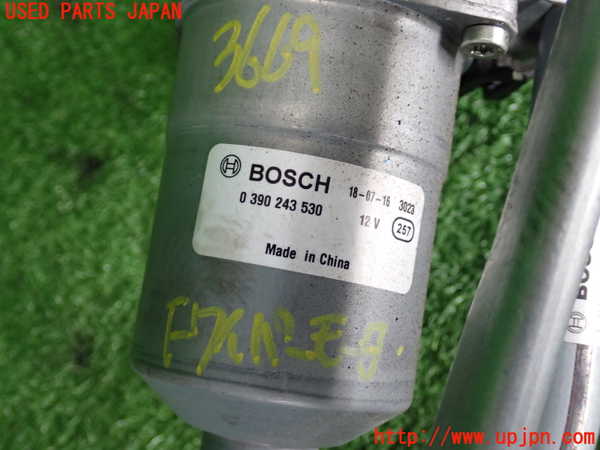 USED PARTS JAPAN
3669
BOSCH 18-07-16 3023
0 390 243 530 12 V 257
Made in China
http://www.upjpn.com/